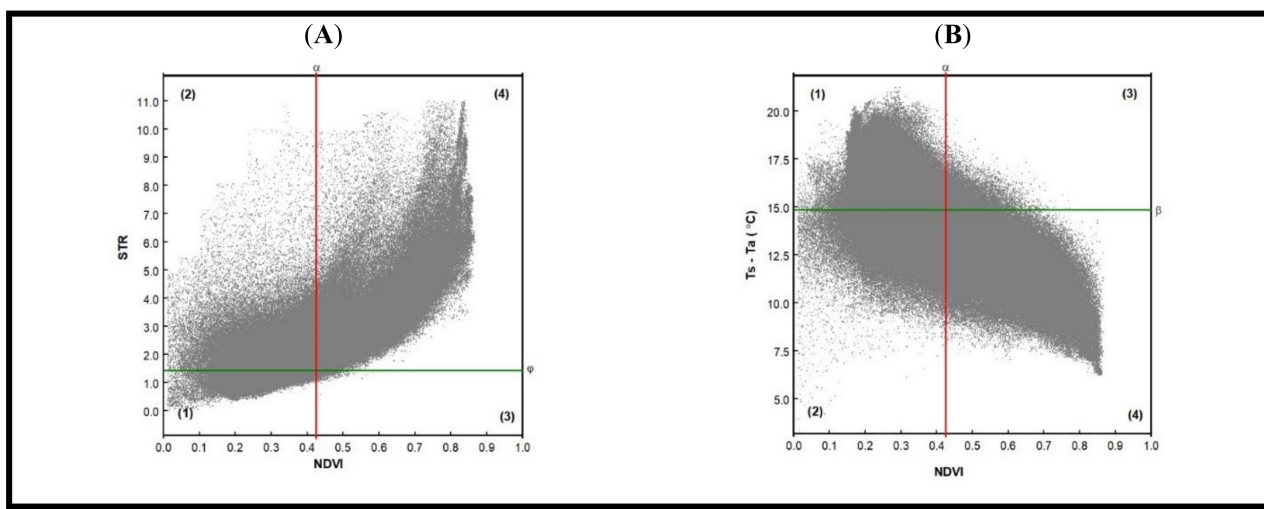 (A)
α
(2)
(4)
11.0
10.0
9.0
8.0
7.0
6.0
5.0
4.0
3.0
2.0
1.0
0.0
STR
φ
(1)
(3)
0.0 0.1 0.2 0.3 0.4 0.5 0.6 0.7 0.8 0.9 1.0
NDVI
(B)
α
(1)
(3)
20.0
17.5
15.0
12.5
10.0
7.5
5.0
Ts - Ta ( °C)
β
(2)
(4)
0.0 0.1 0.2 0.3 0.4 0.5 0.6 0.7 0.8 0.9 1.0
NDVI